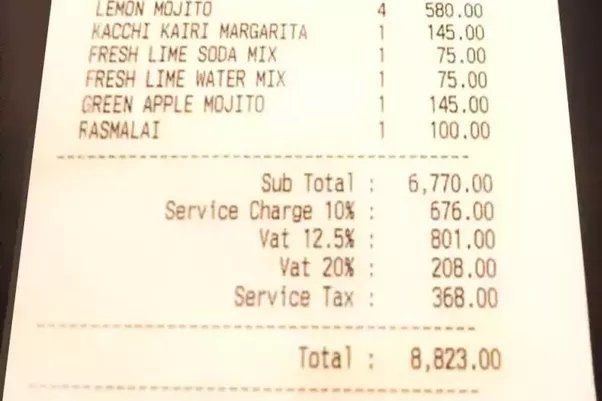 LEMON MOJITO 4 580.00
KACCHI KAIRI MARGARITA 1 145.00
FRESH LIME SODA MIX 1 75.00
FRESH LIME WATER MIX 1 75.00
GREEN APPLE MOJITO 1 145.00
RASMALAI 1 100.00
Sub Total : 6,770.00
Service Charge 10% : 676.00
Vat 12.5% : 801.00
Vat 20% : 208.00
Service Tax : 368.00
Total : 8,823.00